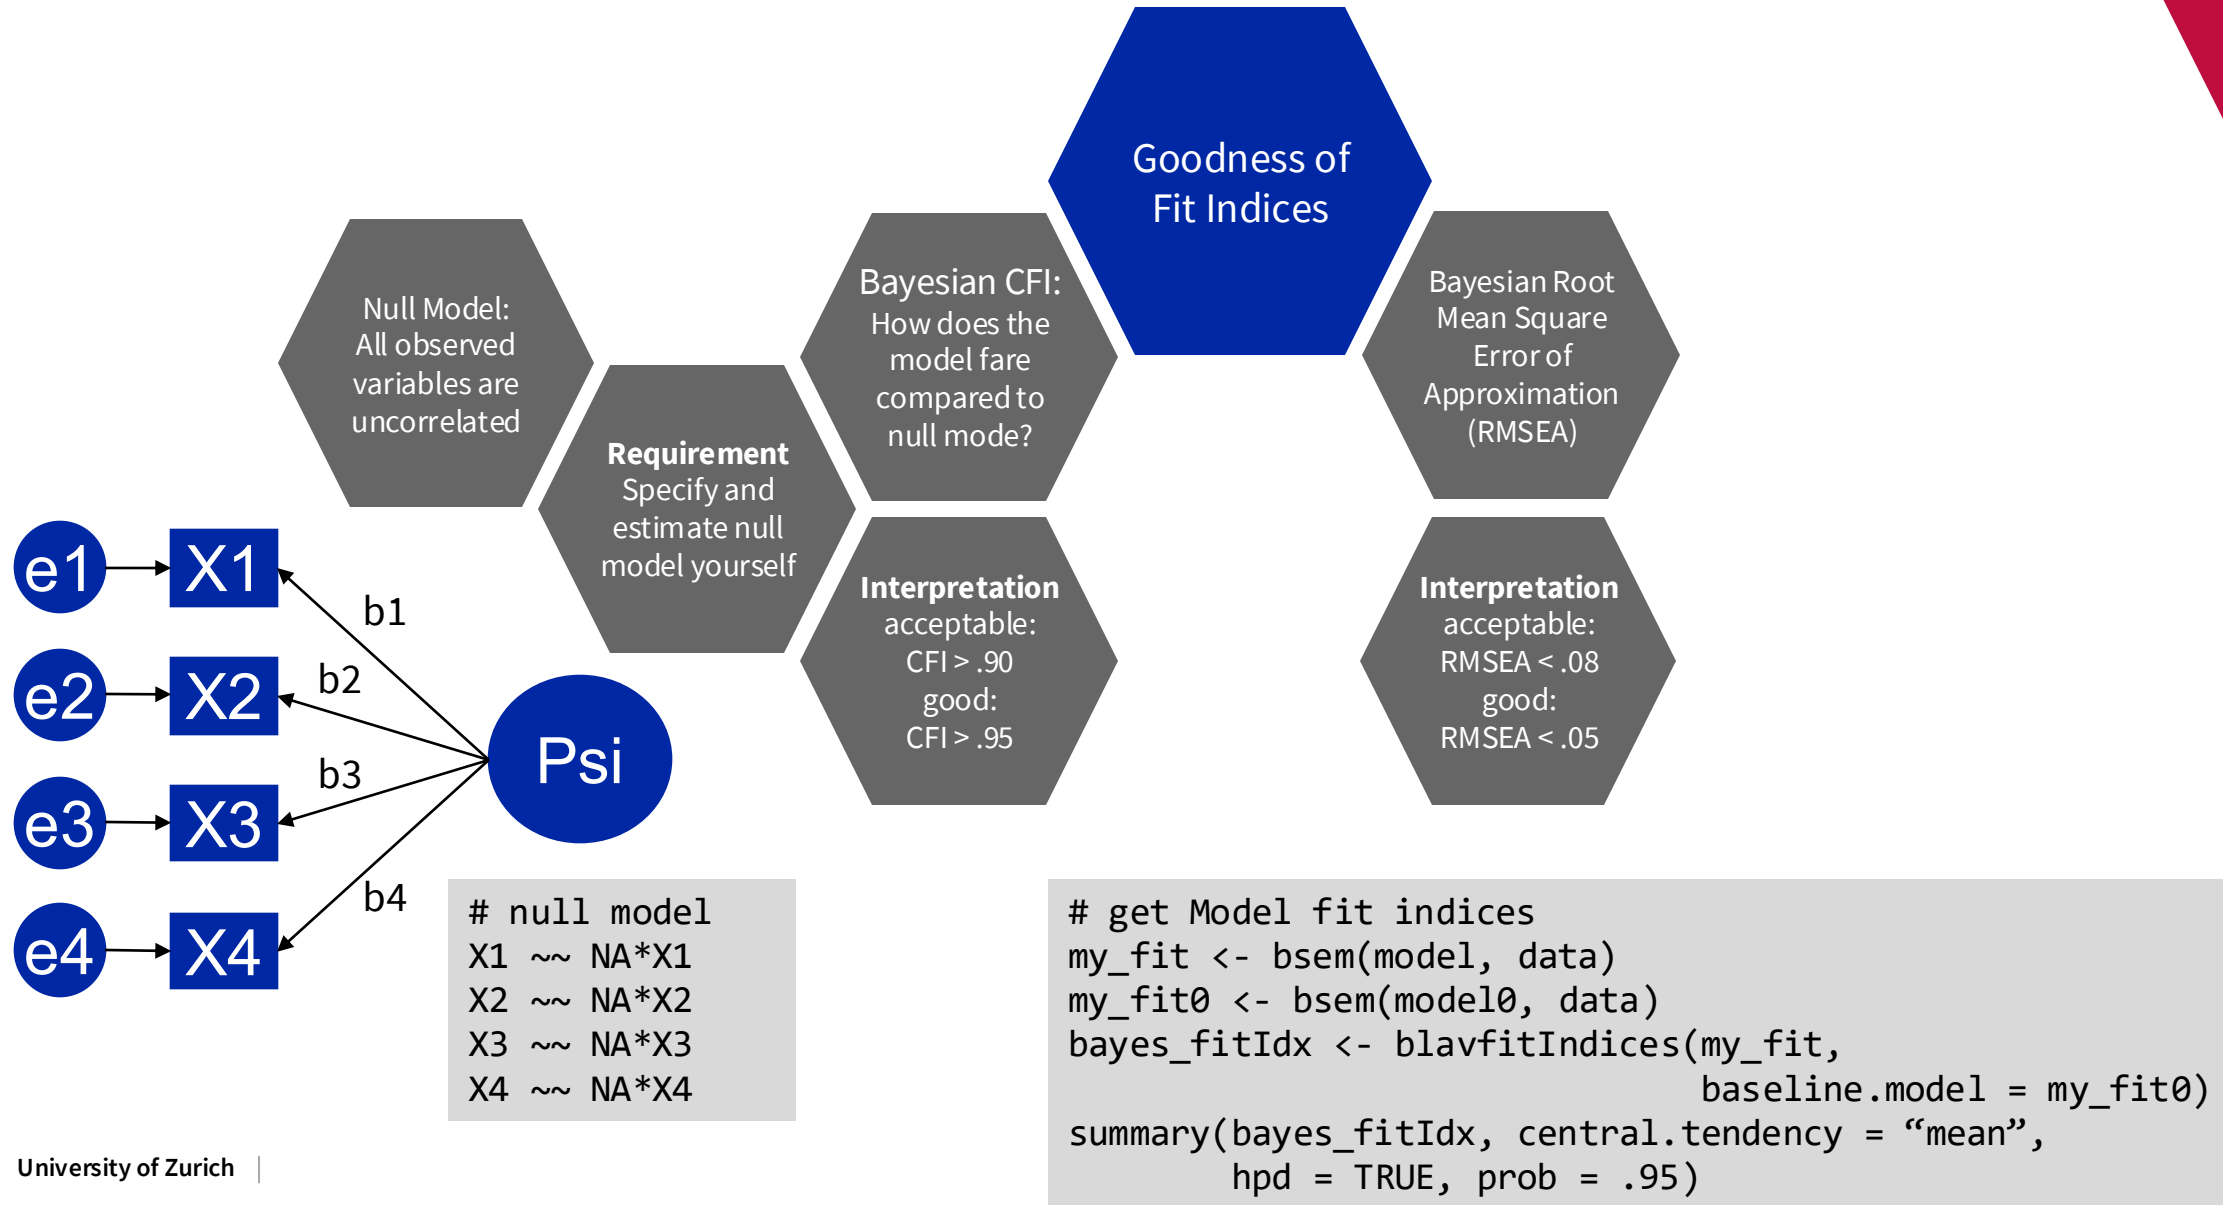 Goodness of
Fit Indices
Null Model:
All observed
variables are
uncorrelated
Requirement
Specify and
estimate null
model yourself
Bayesian CFI:
How does the
model fare
compared to
null mode?
Interpretation
acceptable:
CFI > .90
good:
CFI > .95
Bayesian Root
Mean Square
Error of
Approximation
(RMSEA)
Interpretation
acceptable:
RMSEA < .08
good:
RMSEA < .05
e1
X1
b1
e2
X2
b2
e3
X3
b3
e4
X4
b4
Psi
# null model
X1 ~~ NA*X1
X2 ~~ NA*X2
X3 ~~ NA*X3
X4 ~~ NA*X4
# get Model fit indices
my_fit <- bsem(model, data)
my_fit0 <- bsem(model0, data)
bayes_fitIdx <- blavfitIndices(my_fit,
baseline.model = my_fit0)
summary(bayes_fitIdx, central.tendency = “mean”,
hpd = TRUE, prob = .95)
University of Zurich |